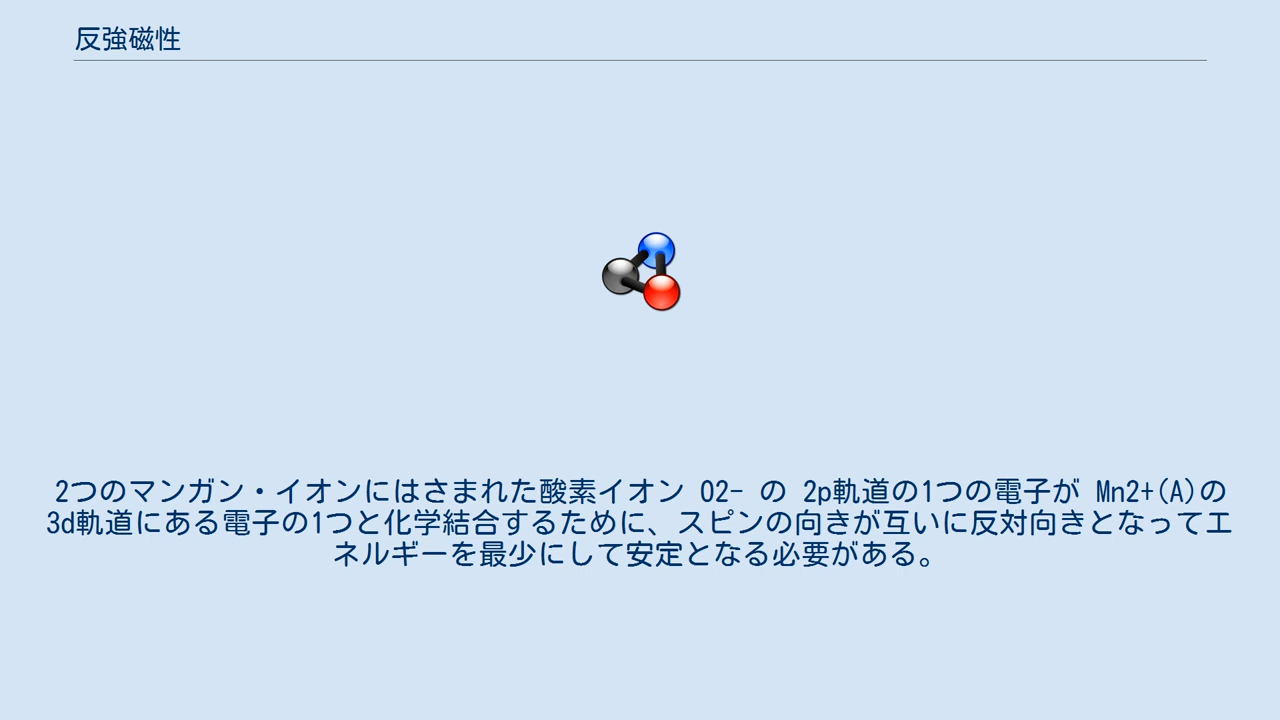 反強磁性
2つのマンガン・イオンにはさまれた酸素イオン O2- の 2p軌道の1つの電子が Mn2+(A)の
3d軌道にある電子の1つと化学結合するために、スピンの向きが互いに反対向きとなってエ
ネルギーを最少にして安定となる必要がある。